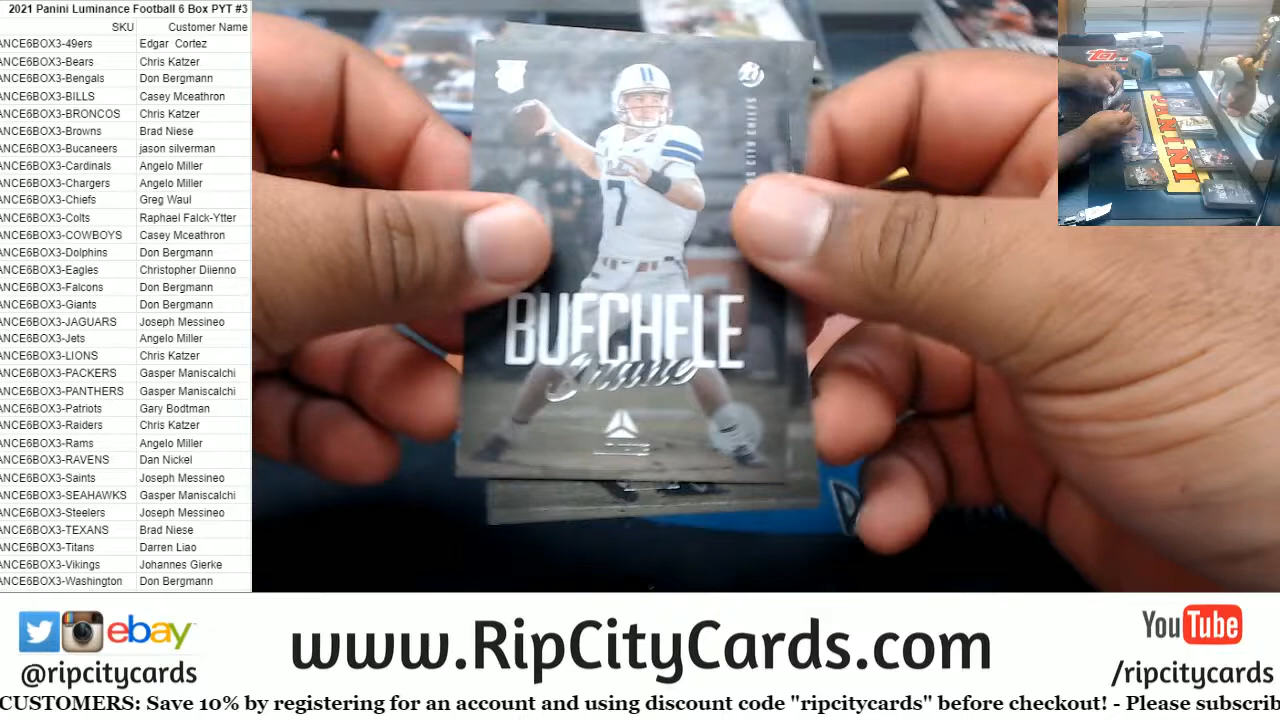 2021 Panini Luminance Football 6 Box PYT #3
SKU Customer Name
ANCE6BOX3-49ers Edgar Cortez
ANCE6BOX3-Bears Chris Katzer
ANCE6BOX3-Bengals Don Bergmann
ANCE6BOX3-BILLS Casey Mceathron
ANCE6BOX3-BRONCOS Chris Katzer
ANCE6BOX3-Browns Brad Niese
ANCE6BOX3-Bucaneers jason silverman
ANCE6BOX3-Cardinals Angelo Miller
ANCE6BOX3-Chargers Angelo Miller
ANCE6BOX3-Chiefs Greg Waul
ANCE6BOX3-Colts Raphael Falck-Ytter
ANCE6BOX3-COWBOYS Casey Mceathron
ANCE6BOX3-Dolphins Don Bergmann
ANCE6BOX3-Eagles Christopher Diienno
ANCE6BOX3-Falcons Don Bergmann
ANCE6BOX3-Giants Don Bergmann
ANCE6BOX3-JAGUARS Joseph Messineo
ANCE6BOX3-Jets Angelo Miller
ANCE6BOX3-LIONS Chris Katzer
ANCE6BOX3-PACKERS Gasper Maniscalchi
ANCE6BOX3-PANTHERS Gasper Maniscalchi
ANCE6BOX3-Patriots Gary Bodtman
ANCE6BOX3-Raiders Chris Katzer
ANCE6BOX3-Rams Angelo Miller
ANCE6BOX3-RAVENS Dan Nickel
ANCE6BOX3-Saints Joseph Messineo
ANCE6BOX3-SEAHAWKS Gasper Maniscalchi
ANCE6BOX3-Steelers Joseph Messineo
ANCE6BOX3-TEXANS Brad Niese
ANCE6BOX3-Titans Darren Liao
ANCE6BOX3-Vikings Johannes Gierke
ANCE6BOX3-Washington Don Bergmann
S CITY CHIEFS
7
BUECHELE
Shane
PANINI
ebay
@ripcitycards
www.RipCityCards.com
YouTube
/ripcitycards
CUSTOMERS: Save 10% by registering for an account and using discount code "ripcitycards" before checkout! - Please subscrib